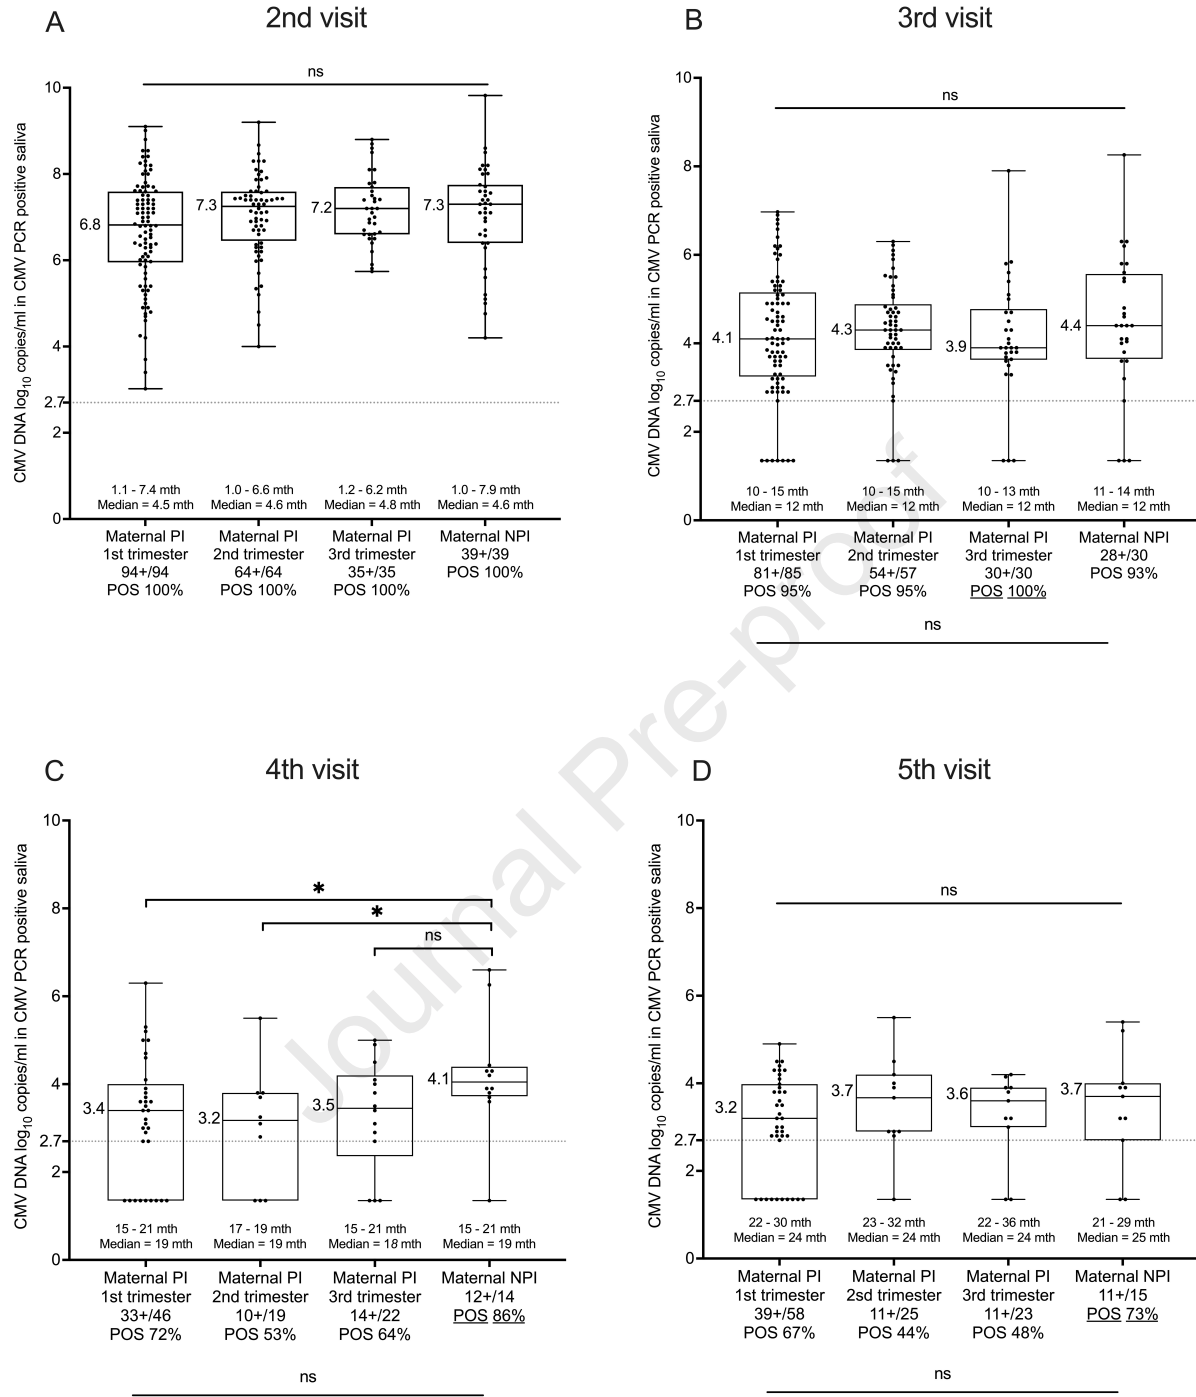 A
2nd visit
CMV DNA log10 copies/ml in CMV PCR positive saliva
10
8
6
4
2.7
2
0
ns
6.8
7.3
7.2
7.3
1.1 - 7.4 mth
Median = 4.5 mth
1.0 - 6.6 mth
Median = 4.6 mth
1.2 - 6.2 mth
Median = 4.8 mth
1.0 - 7.9 mth
Median = 4.6 mth
Maternal PI
1st trimester
94+/94
POS 100%
Maternal PI
2nd trimester
64+/64
POS 100%
Maternal PI
3rd trimester
35+/35
POS 100%
Maternal NPI
39+/39
POS 100%
B
3rd visit
CMV DNA log10 copies/ml in CMV PCR positive saliva
10
8
6
4
2.7
2
0
ns
4.1
4.3
3.9
4.4
10 - 15 mth
Median = 12 mth
10 - 15 mth
Median = 12 mth
10 - 13 mth
Median = 12 mth
11 - 14 mth
Median = 12 mth
Maternal PI
1st trimester
81+/85
POS 95%
Maternal PI
2nd trimester
54+/57
POS 95%
Maternal PI
3rd trimester
30+/30
POS 100%
Maternal NPI
28+/30
POS 93%
ns
Journal Pre-proof
C
4th visit
CMV DNA log10 copies/ml in CMV PCR positive saliva
10
8
6
4
2.7
2
0
*
*
ns
3.4
3.2
3.5
4.1
15 - 21 mth
Median = 19 mth
17 - 19 mth
Median = 19 mth
15 - 21 mth
Median = 18 mth
15 - 21 mth
Median = 19 mth
Maternal PI
1st trimester
33+/46
POS 72%
Maternal PI
2nd trimester
10+/19
POS 53%
Maternal PI
3rd trimester
14+/22
POS 64%
Maternal NPI
12+/14
POS 86%
ns
D
5th visit
CMV DNA log10 copies/ml in CMV PCR positive saliva
10
8
6
4
2.7
2
0
ns
3.2
3.7
3.6
3.7
22 - 30 mth
Median = 24 mth
23 - 32 mth
Median = 24 mth
22 - 36 mth
Median = 24 mth
21 - 29 mth
Median = 25 mth
Maternal PI
1st trimester
39+/58
POS 67%
Maternal PI
2sd trimester
11+/25
POS 44%
Maternal PI
3rd trimester
11+/23
POS 48%
Maternal NPI
11+/15
POS 73%
ns